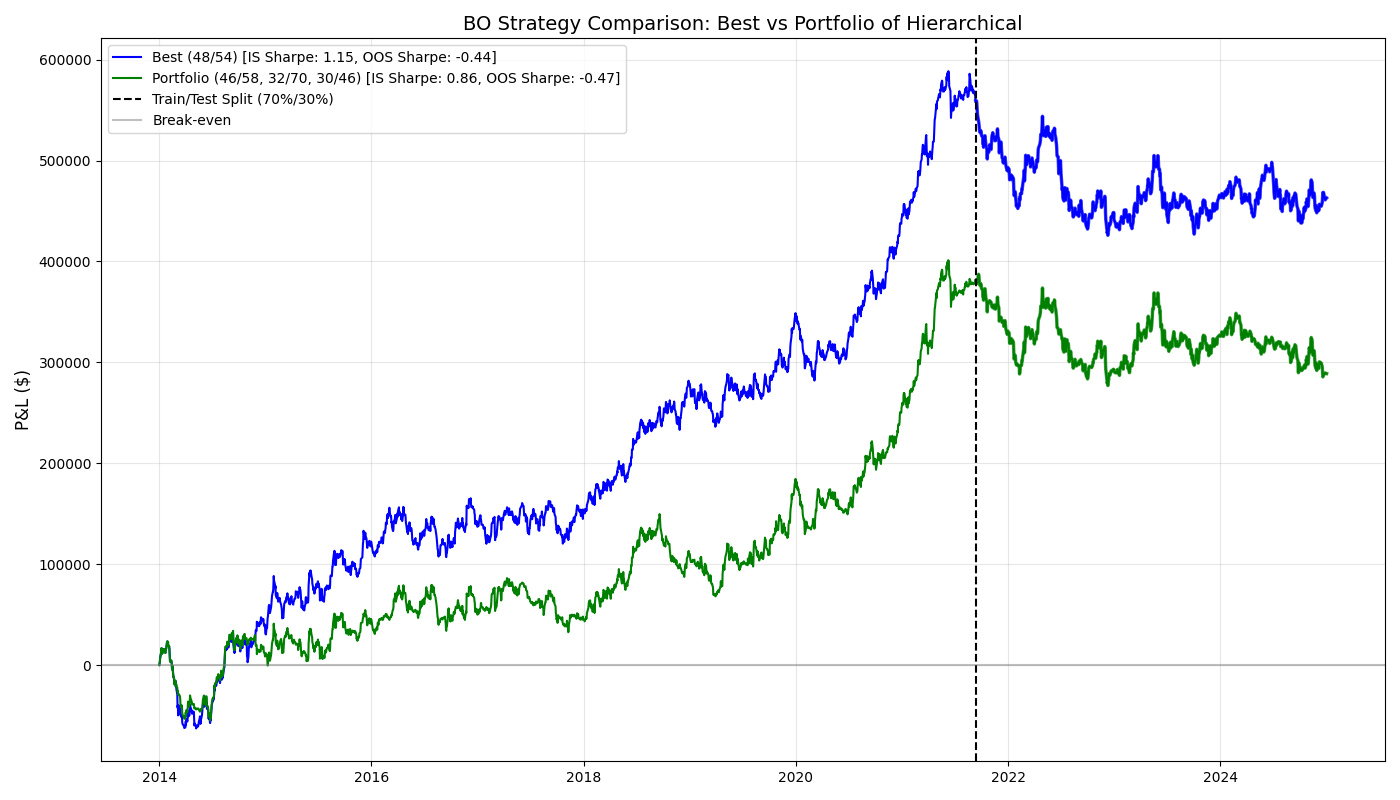 BO Strategy Comparison: Best vs Portfolio of Hierarchical
Best (48/54) [IS Sharpe: 1.15, OOS Sharpe: -0.44]
Portfolio (46/58, 32/70, 30/46) [IS Sharpe: 0.86, OOS Sharpe: -0.47]
Train/Test Split (70%/30%)
Break-even
P&L ($)
600000
500000
400000
300000
200000
100000
0
2014 2016 2018 2020 2022 2024